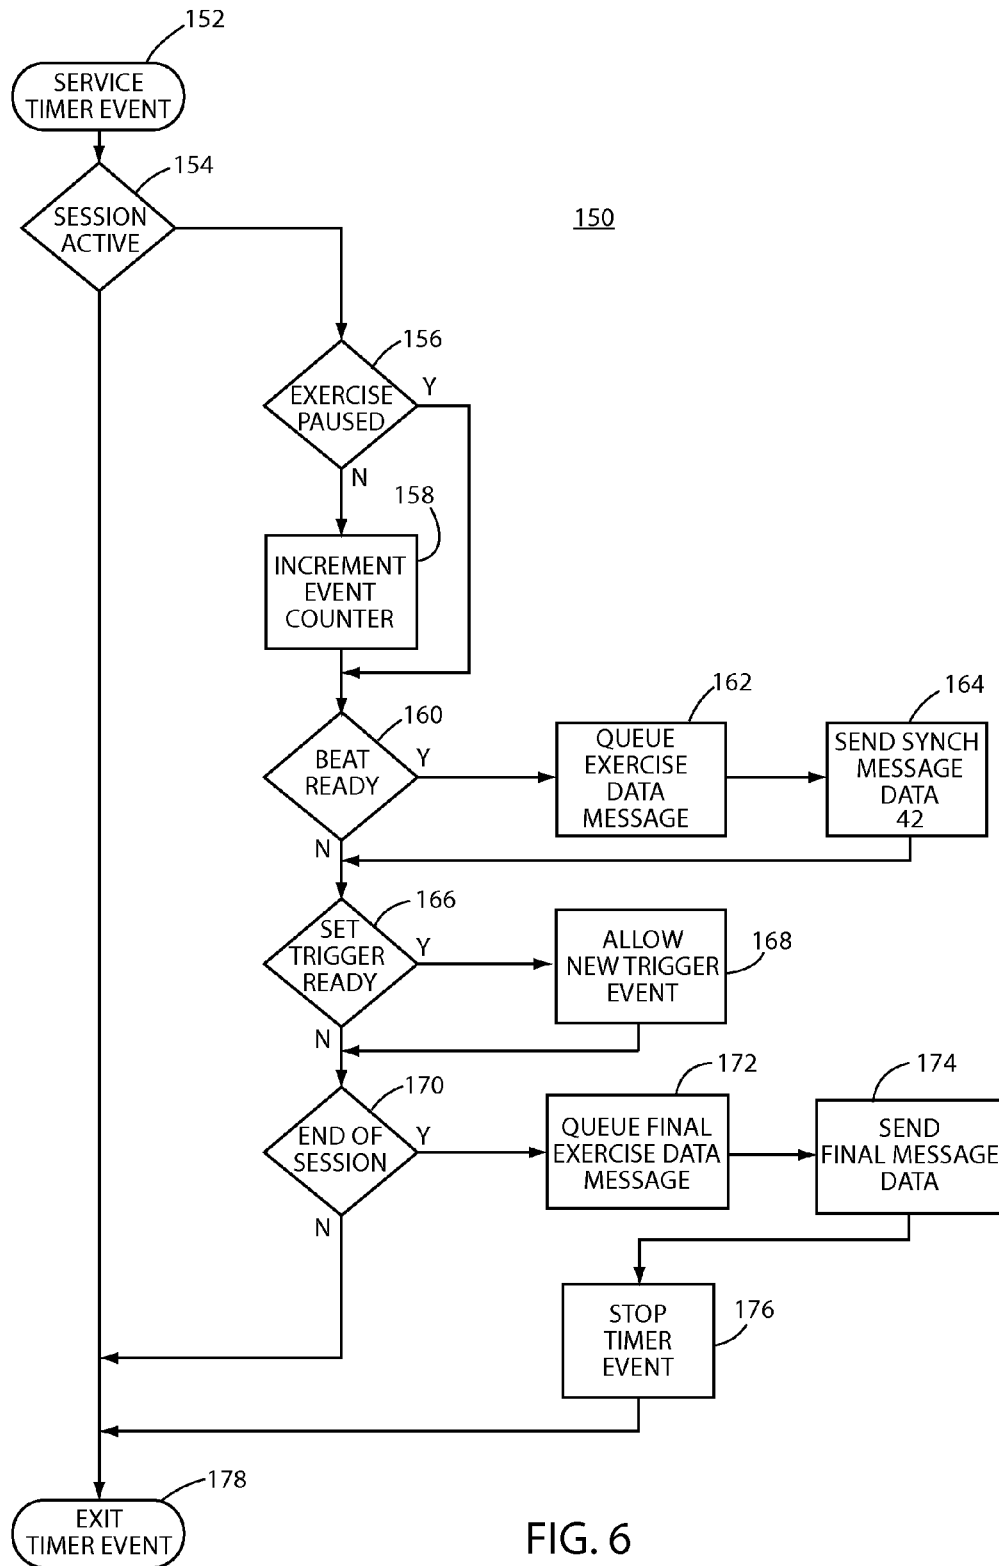 152
SERVICE
TIMER EVENT
154
SESSION
ACTIVE
150
156
EXERCISE
PAUSED
Y
N
158
INCREMENT
EVENT
COUNTER
160
BEAT
READY
Y
N
162
QUEUE
EXERCISE
DATA
MESSAGE
164
SEND SYNCH
MESSAGE
DATA
42
166
SET
TRIGGER
READY
Y
N
ALLOW
NEW TRIGGER
EVENT
168
170
END OF
SESSION
Y
N
172
QUEUE FINAL
EXERCISE DATA
MESSAGE
174
SEND
FINAL MESSAGE
DATA
STOP
TIMER
EVENT
176
178
EXIT
TIMER EVENT
FIG. 6